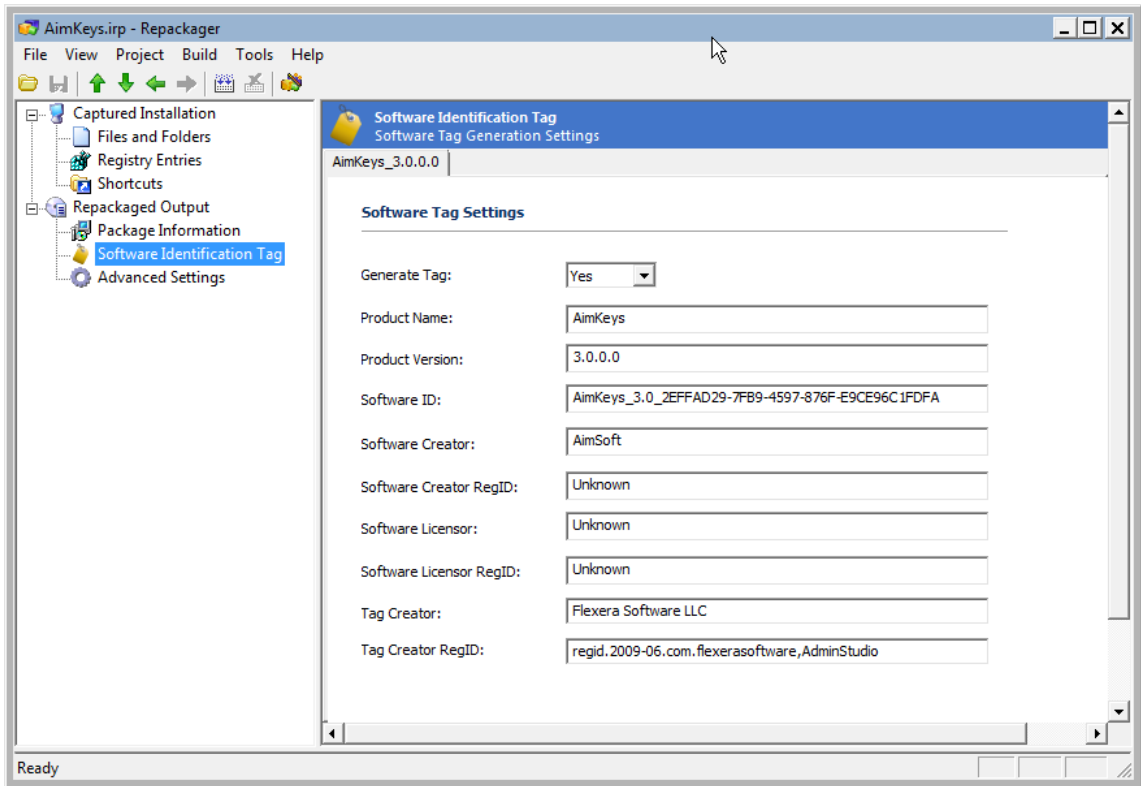 AimKeys.irp - Repackager
File View Project Build Tools Help
Captured Installation
Files and Folders
Registry Entries
Shortcuts
Repackaged Output
Package Information
Software Identification Tag
Advanced Settings
Software Identification Tag
Software Tag Generation Settings
AimKeys_3.0.0.0
Software Tag Settings
Generate Tag: Yes
Product Name: AimKeys
Product Version: 3.0.0.0
Software ID: AimKeys_3.0_2EFFAD29-7FB9-4597-876F-E9CE96C1FDFA
Software Creator: AimSoft
Software Creator RegID: Unknown
Software Licensor: Unknown
Software Licensor RegID: Unknown
Tag Creator: Flexera Software LLC
Tag Creator RegID: regid.2009-06.com.flexerasoftware,AdminStudio
Ready